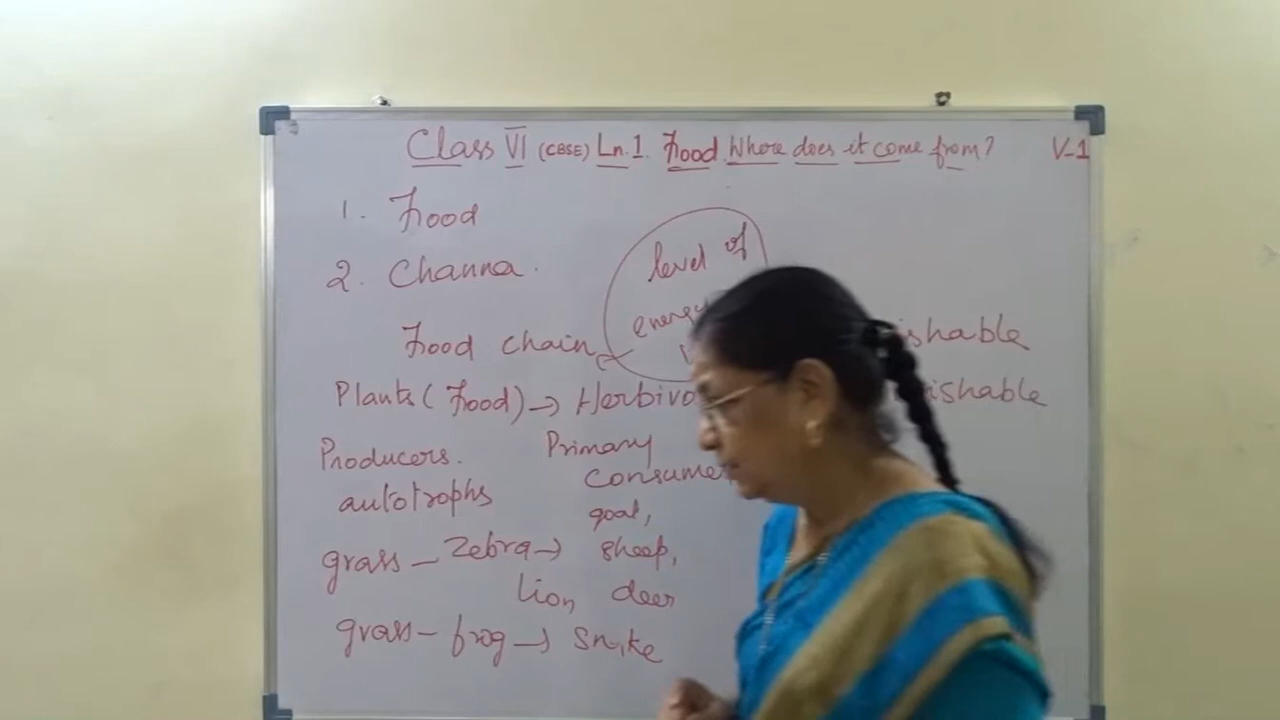 Class VI (CBSE) Ln.1. Food Where does it come from? V-1
1. Food
2. Channa.
level of
energy
Food chain
Plants (Food) → Herbivo
ishable
ishable
Producers.
autotrophs
Primary
consumer
goat,
grass - Zebra → sheep,
lion, deer
grass - frog → snake